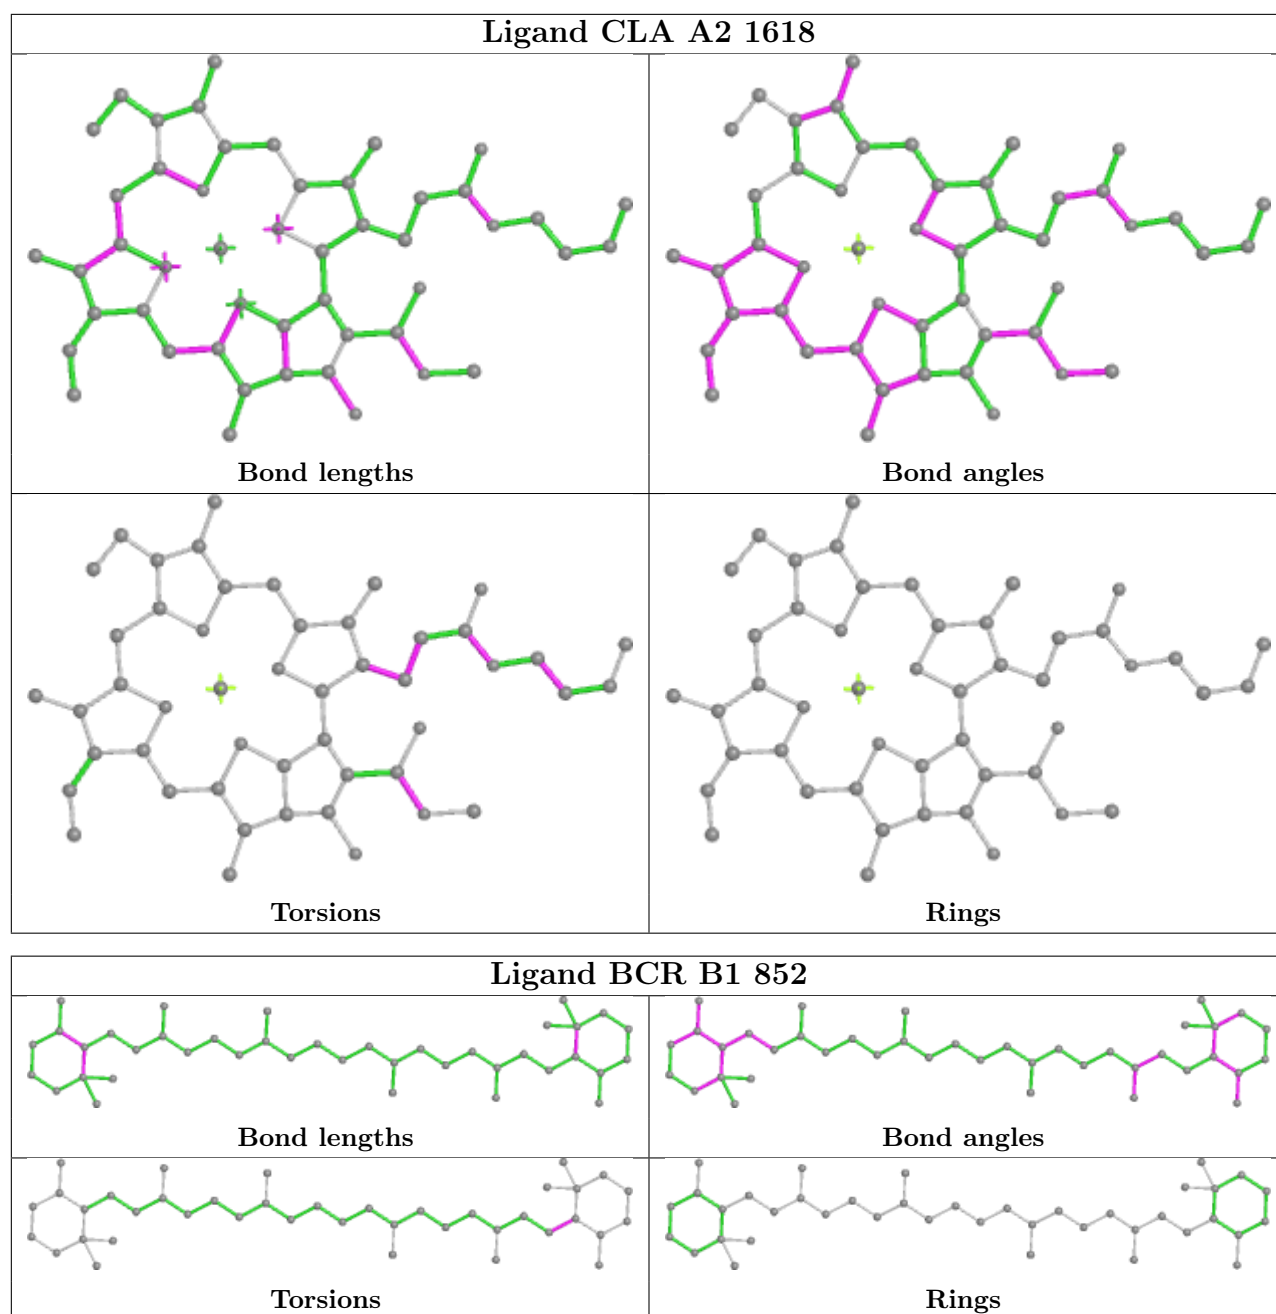 Ligand CLA A2 1618
Bond lengths
Bond angles
Torsions
Rings
Ligand BCR B1 852
Bond lengths
Bond angles
Torsions
Rings